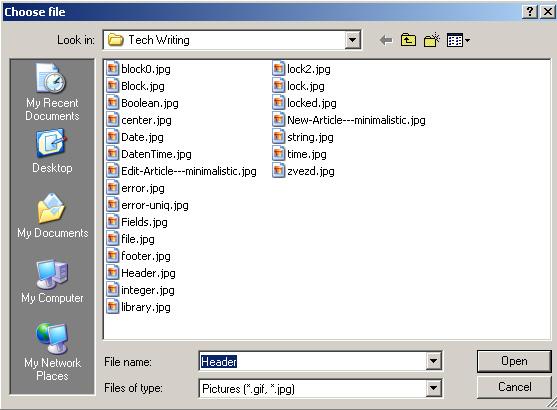 Choose file
Look in:
Tech Writing
My Recent
Documents
Desktop
My Documents
My Computer
My Network
Places
block0.jpg
Block.jpg
Boolean.jpg
center.jpg
Date.jpg
DatenTime.jpg
Edit-Article---minimalistic.jpg
error.jpg
error-uniq.jpg
Fields.jpg
file.jpg
footer.jpg
Header.jpg
integer.jpg
library.jpg
lock2.jpg
lock.jpg
locked.jpg
New-Article---minimalistic.jpg
string.jpg
time.jpg
zvezd.jpg
File name:
Header
Open
Files of type:
Pictures (*.gif, *.jpg)
Cancel